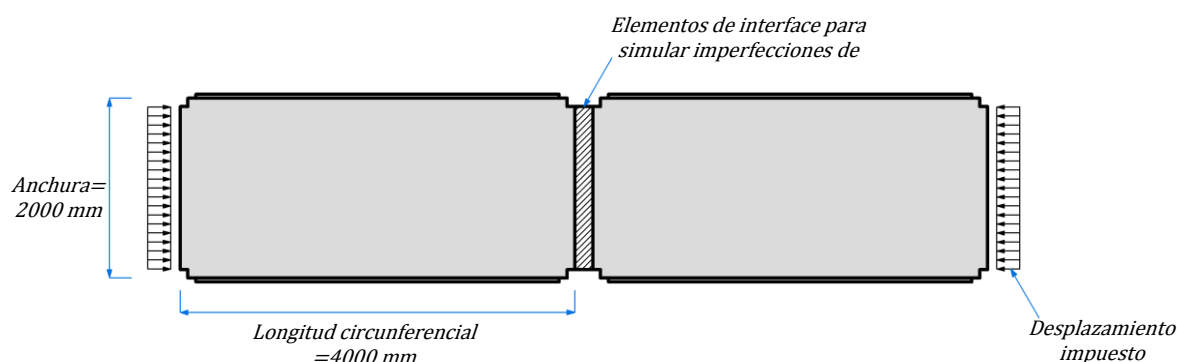 Elementos de interface para
simular imperfecciones de
Anchura=
2000 mm
Longitud circunferencial
=4000 mm
Desplazamiento
impuesto